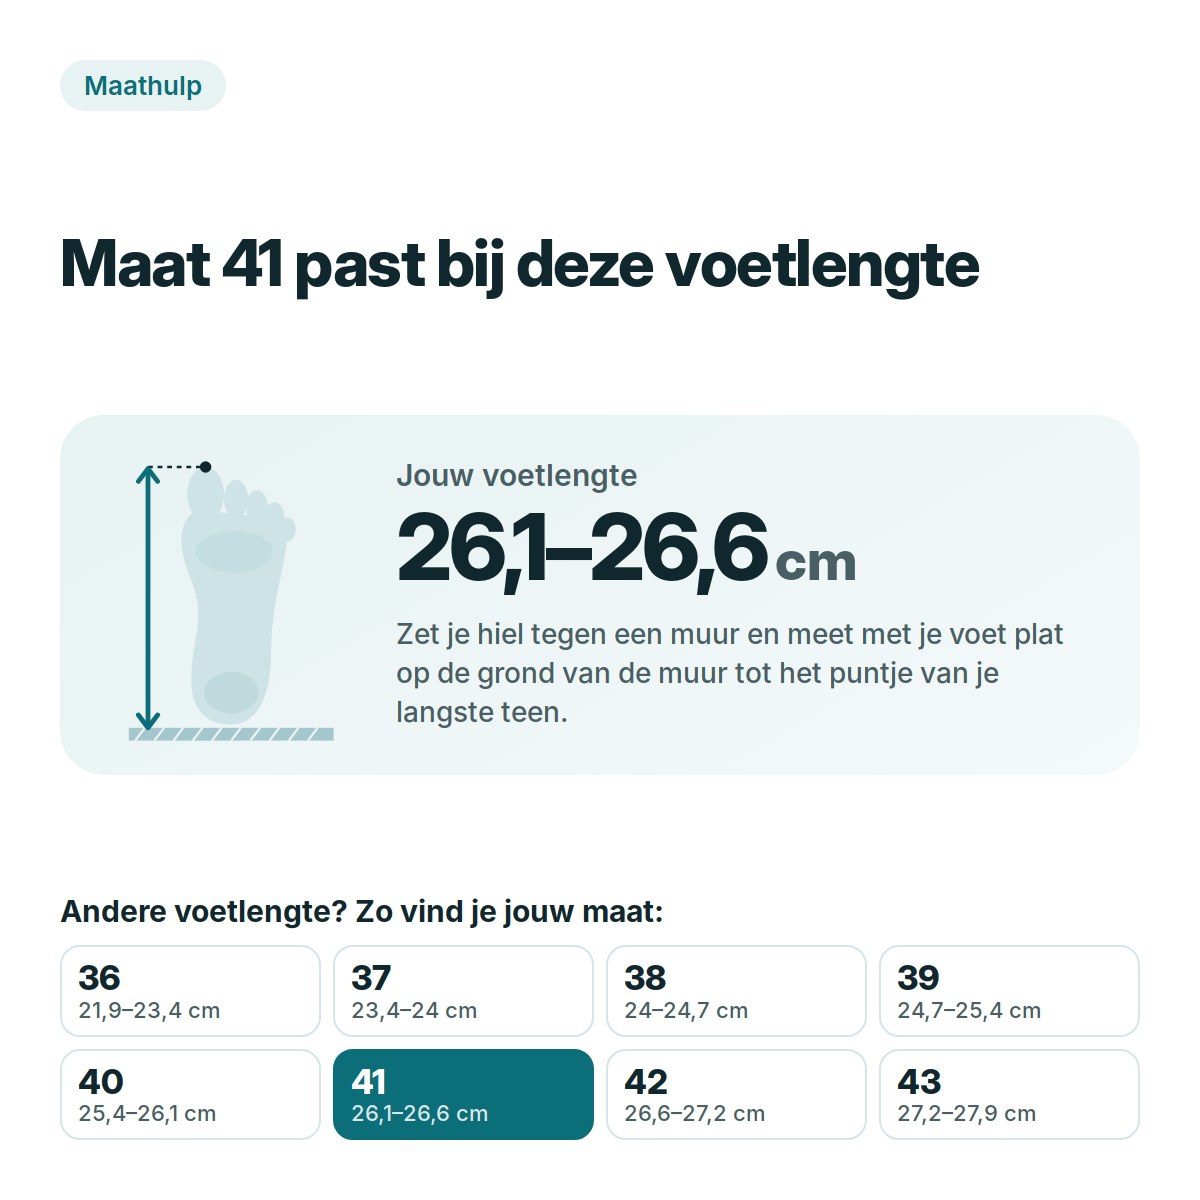 Maathulp
Maat 41 past bij deze voetlengte
Jouw voetlengte
26,1–26,6 cm
Zet je hiel tegen een muur en meet met je voet plat
op de grond van de muur tot het puntje van je
langste teen.
Andere voetlengte? Zo vind je jouw maat:
36
21,9–23,4 cm
37
23,4–24 cm
38
24–24,7 cm
39
24,7–25,4 cm
40
25,4–26,1 cm
41
26,1–26,6 cm
42
26,6–27,2 cm
43
27,2–27,9 cm